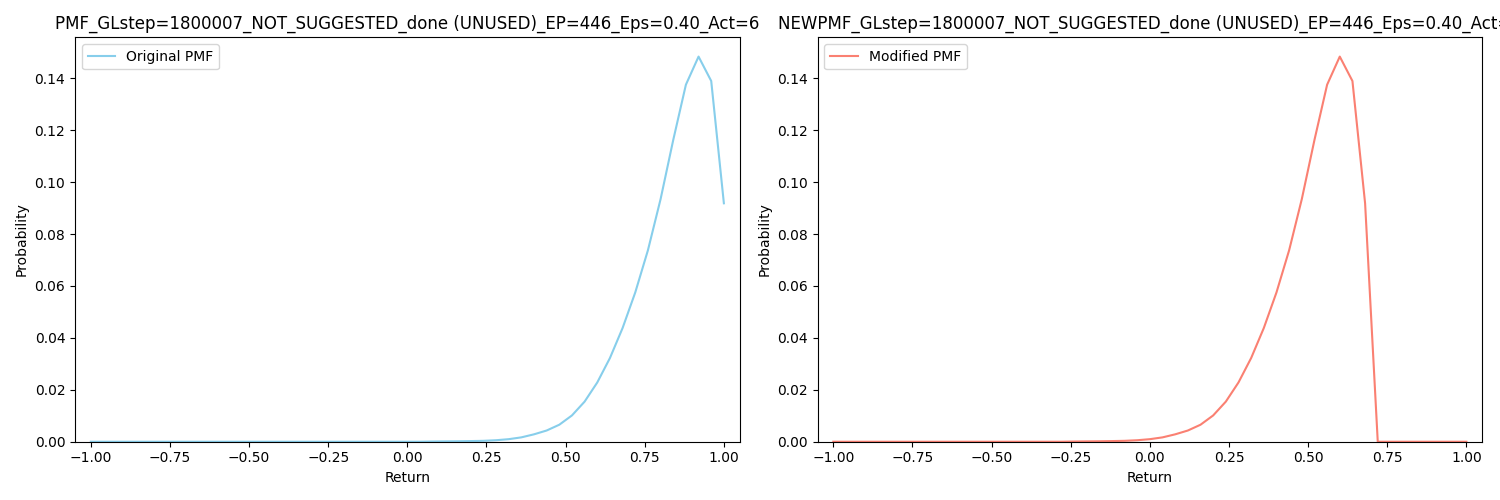 PMF_GLstep=1800007_NOT_SUGGESTED_done (UNUSED)_EP=446_Eps=0.40_Act=6
Original PMF
Probability
0.14
0.12
0.10
0.08
0.06
0.04
0.02
0.00
−1.00 −0.75 −0.50 −0.25 0.00 0.25 0.50 0.75 1.00
Return
NEWPMF_GLstep=1800007_NOT_SUGGESTED_done (UNUSED)_EP=446_Eps=0.40_Act=
Modified PMF
Probability
0.14
0.12
0.10
0.08
0.06
0.04
0.02
0.00
−1.00 −0.75 −0.50 −0.25 0.00 0.25 0.50 0.75 1.00
Return